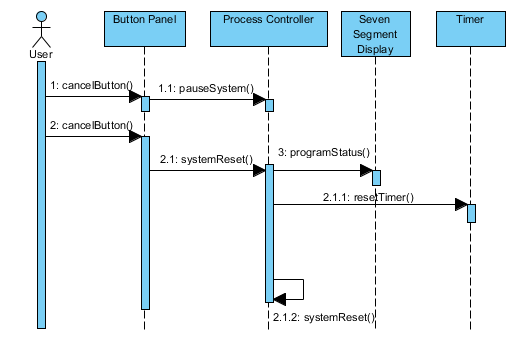 User
Button Panel
Process Controller
Seven
Segment
Display
Timer
1: cancelButton()
1.1: pauseSystem()
2: cancelButton()
2.1: systemReset()
3: programStatus()
2.1.1: resetTimer()
2.1.2: systemReset()